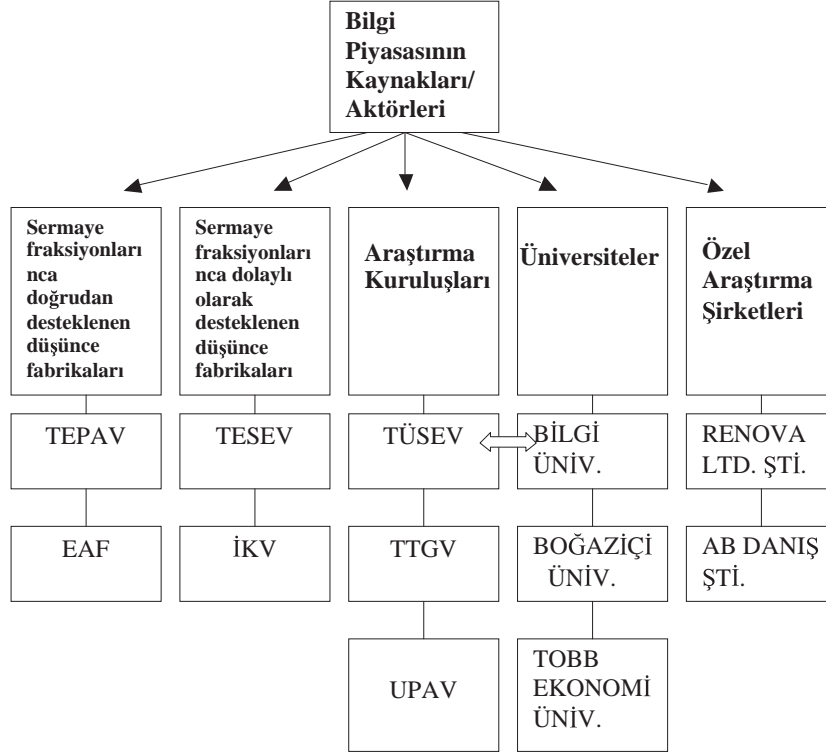 Bilgi
Piyasasının
Kaynakları/
Aktörleri
Sermaye
fraksiyonları
nca
doğrudan
desteklenen
düşünce
fabrikaları
Sermaye
fraksiyonları
nca dolaylı
olarak
desteklenen
düşünce
fabrikaları
Araştırma
Kuruluşları
Üniversiteler
Özel
Araştırma
Şirketleri
TEPAV
TESEV
TÜSEV
BİLGİ
ÜNİV.
RENOVA
LTD. ŞTİ.
EAF
İKV
TTGV
BOĞAZİÇİ
ÜNİV.
AB DANIŞ
ŞTİ.
UPAV
TOBB
EKONOMİ
ÜNİV.